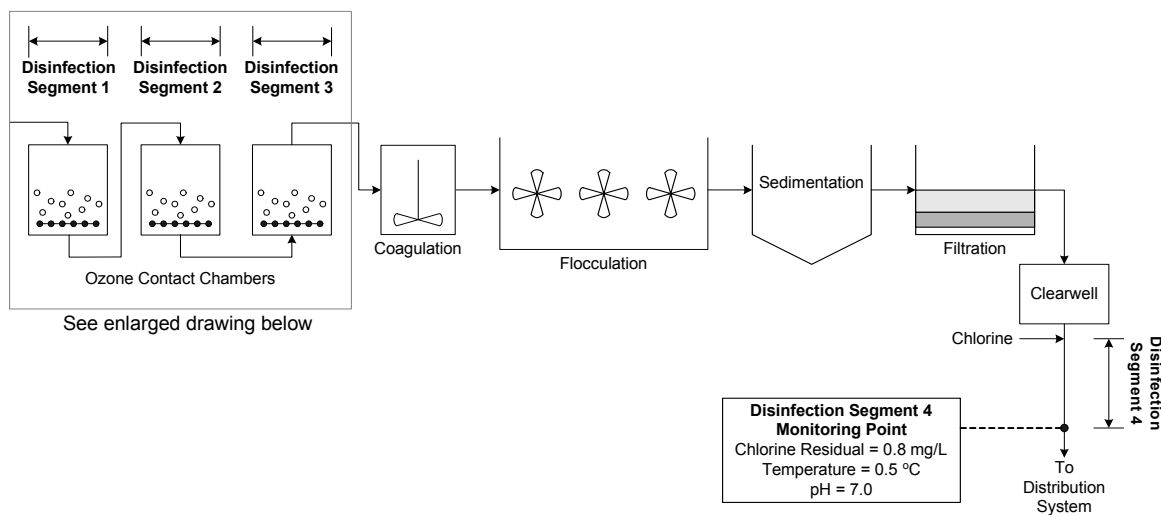 Disinfection
Segment 1
Disinfection
Segment 2
Disinfection
Segment 3
Ozone Contact Chambers
See enlarged drawing below
Coagulation
Flocculation
Sedimentation
Filtration
Clearwell
Chlorine
Disinfection
Segment 4
Disinfection Segment 4
Monitoring Point
Chlorine Residual = 0.8 mg/L
Temperature = 0.5 °C
pH = 7.0
To
Distribution
System